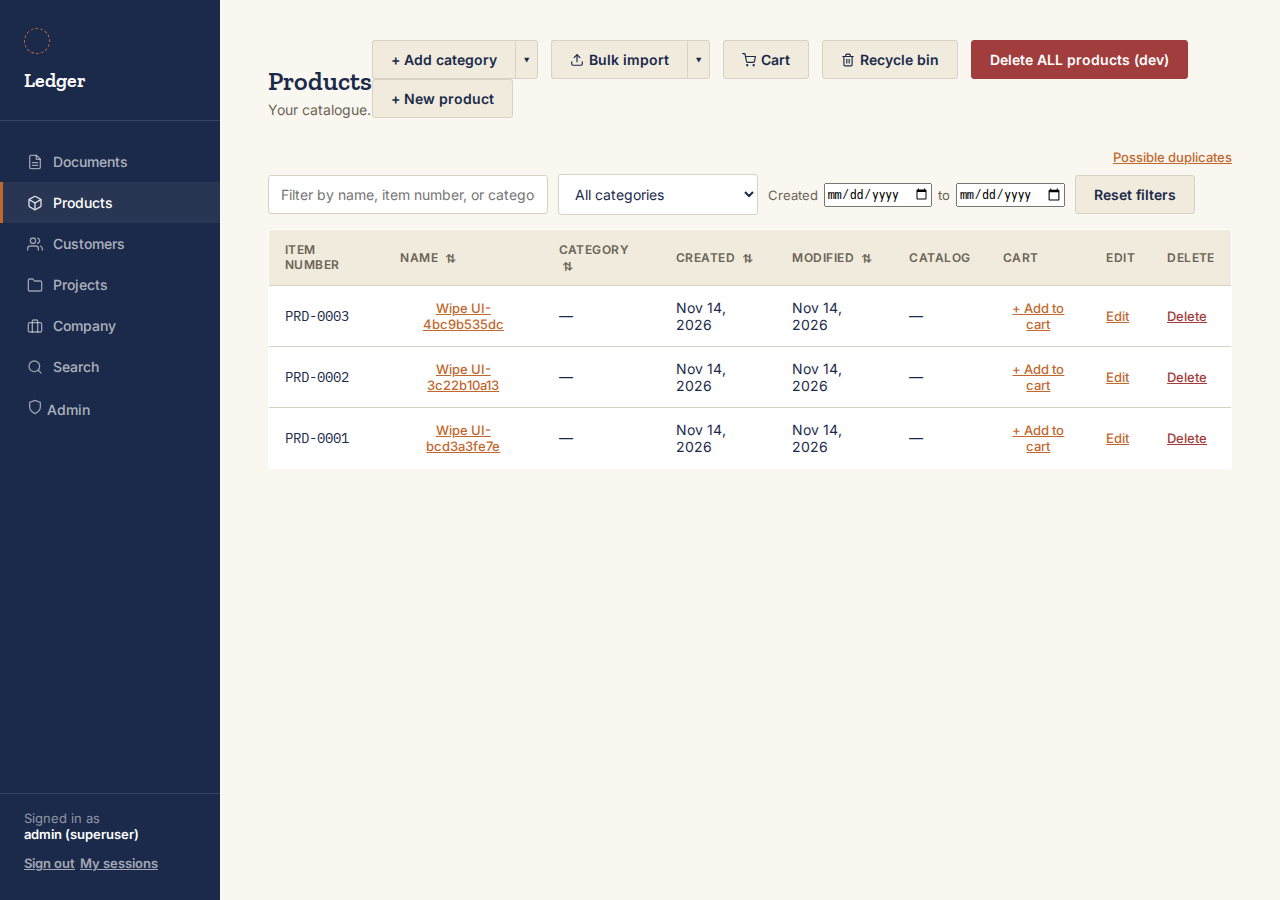 Ledger
Documents
Products
Customers
Projects
Company
Search
Admin
Signed in as
admin (superuser)
Sign out My sessions
Products
Your catalogue.
+ Add category ▾ Bulk import ▾ Cart Recycle bin Delete ALL products (dev)
+ New product
Possible duplicates
Filter by name, item number, or catego All categories Created mm/dd/yyyy to mm/dd/yyyy Reset filters
ITEM NUMBER NAME ⇅ CATEGORY ⇅ CREATED ⇅ MODIFIED ⇅ CATALOG CART EDIT DELETE
PRD-0003 Wipe UI-4bc9b535dc — Nov 14, 2026 Nov 14, 2026 — + Add to cart Edit Delete
PRD-0002 Wipe UI-3c22b10a13 — Nov 14, 2026 Nov 14, 2026 — + Add to cart Edit Delete
PRD-0001 Wipe UI-bcd3a3fe7e — Nov 14, 2026 Nov 14, 2026 — + Add to cart Edit Delete